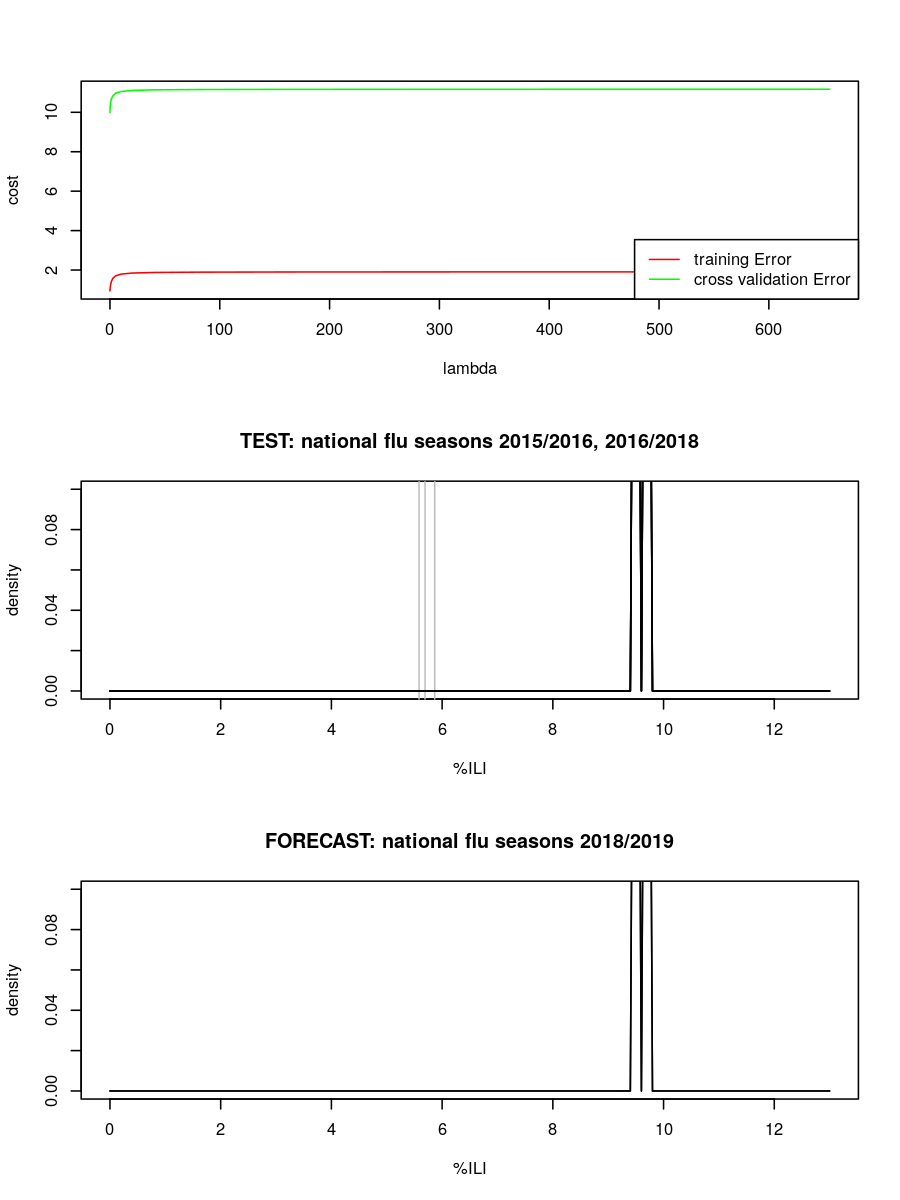 10
8
6
4
2
cost
training Error
cross validation Error
0 100 200 300 400 500 600
lambda
TEST: national flu seasons 2015/2016, 2016/2018
0.08
0.04
0.00
density
0 2 4 6 8 10 12
%ILI
FORECAST: national flu seasons 2018/2019
0.08
0.04
0.00
density
0 2 4 6 8 10 12
%ILI